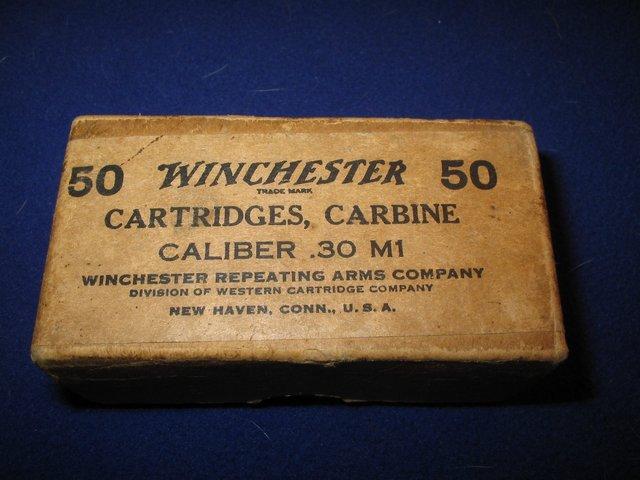 50 WINCHESTER 50
TRADE MARK
CARTRIDGES, CARBINE
CALIBER .30 M1
WINCHESTER REPEATING ARMS COMPANY
DIVISION OF WESTERN CARTRIDGE COMPANY
NEW HAVEN, CONN., U.S.A.